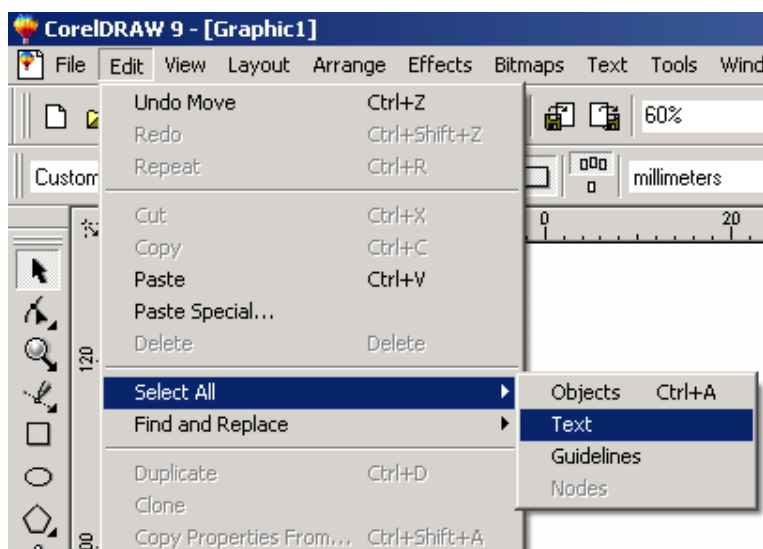 CorelDRAW 9 - [Graphic1]
File Edit View Layout Arrange Effects Bitmaps Text Tools
Undo Move Ctrl+Z
Redo Ctrl+Shift+Z
60%
Repeat Ctrl+R
millimeters
Cut Ctrl+X
0 20
Copy Ctrl+C
Paste Ctrl+V
Paste Special...
Delete Delete
120
Select All
Objects Ctrl+A
Find and Replace
Text
Guidelines
Duplicate Ctrl+D
Nodes
Clone
Copy Properties From... Ctrl+Shift+A